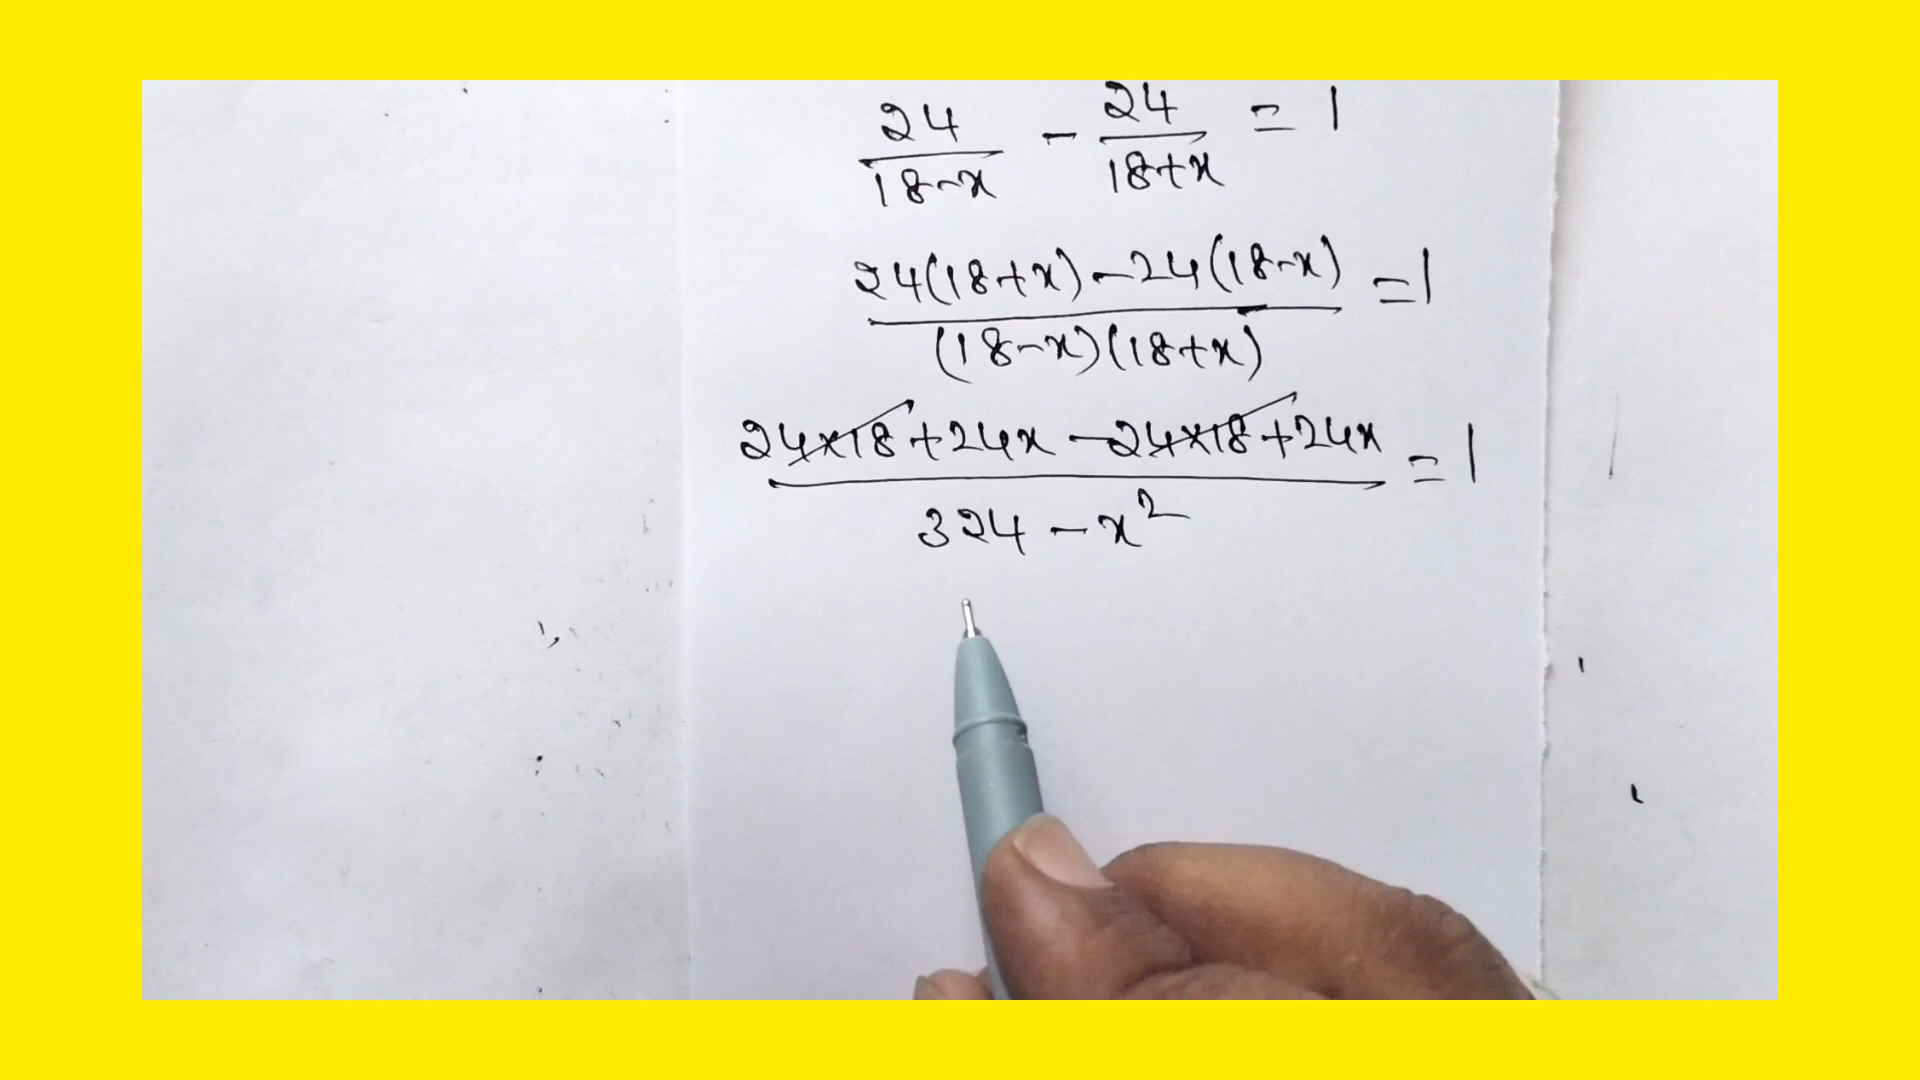 24/(18-x) - 24/(18+x) = 1
(24(18+x) - 24(18-x))/((18-x)(18+x)) = 1
(24×18 + 24x - 24×18 + 24x)/(324 - x²) = 1